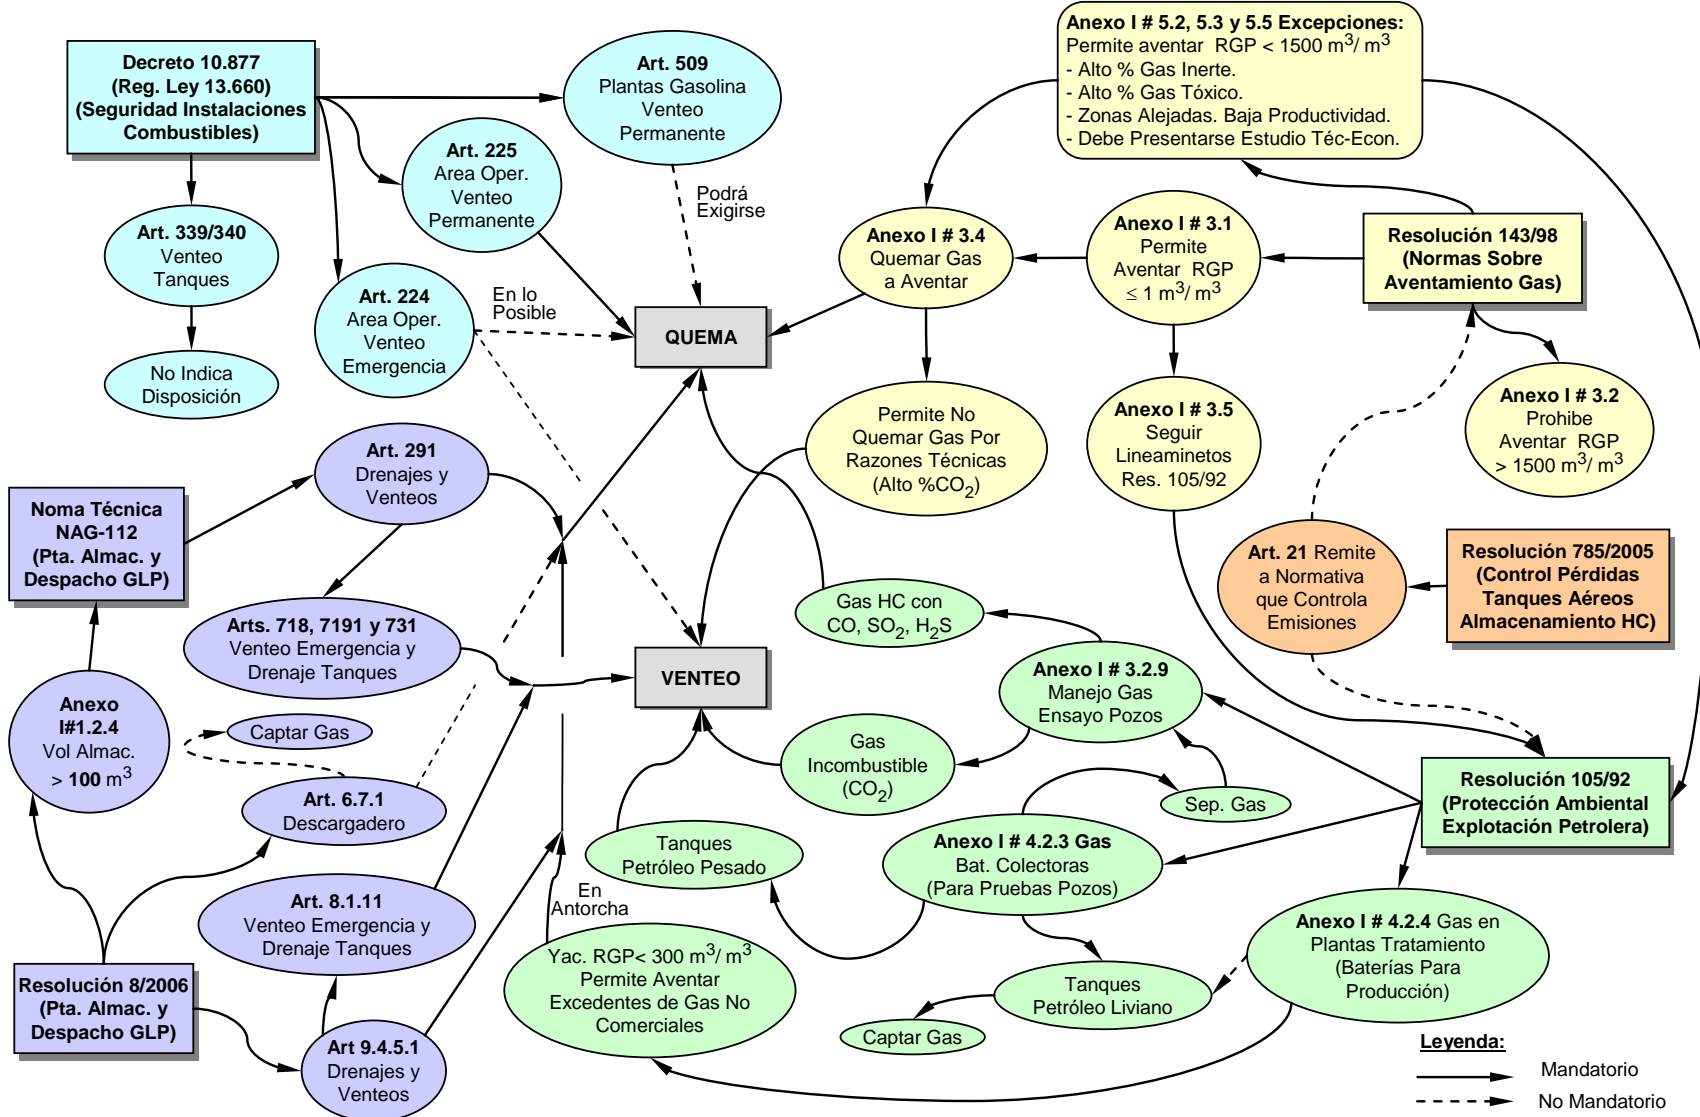 Decreto 10.877
(Reg. Ley 13.660)
(Seguridad Instalaciones
Combustibles)
Art. 509
Plantas Gasolina
Venteo
Permanente
Anexo I # 5.2, 5.3 y 5.5 Excepciones:
Permite aventar RGP < 1500 m³/ m³
- Alto % Gas Inerte.
- Alto % Gas Tóxico.
- Zonas Alejadas. Baja Productividad.
- Debe Presentarse Estudio Téc-Econ.
Art. 225
Area Oper.
Venteo
Permanente
Podrá
Exigirse
Art. 339/340
Venteo
Tanques
Anexo I # 3.4
Quemar Gas
a Aventar
Anexo I # 3.1
Permite
Aventar RGP
≤ 1 m³/ m³
Resolución 143/98
(Normas Sobre
Aventamiento Gas)
Art. 224
Area Oper.
Venteo
Emergencia
En lo
Posible
QUEMA
No Indica
Disposición
Permite No
Quemar Gas Por
Razones Técnicas
(Alto %CO₂)
Anexo I # 3.5
Seguir
Lineaminetos
Res. 105/92
Anexo I # 3.2
Prohibe
Aventar RGP
> 1500 m³/ m³
Art. 291
Drenajes y
Venteos
Noma Técnica
NAG-112
(Pta. Almac. y
Despacho GLP)
Art. 21 Remite
a Normativa
que Controla
Emisiones
Resolución 785/2005
(Control Pérdidas
Tanques Aéreos
Almacenamiento HC)
Gas HC con
CO, SO₂, H₂S
Arts. 718, 7191 y 731
Venteo Emergencia y
Drenaje Tanques
VENTEO
Anexo I # 3.2.9
Manejo Gas
Ensayo Pozos
Anexo
I#1.2.4
Vol Almac.
> 100 m³
Captar Gas
Gas
Incombustible
(CO₂)
Art. 6.7.1
Descargadero
Sep. Gas
Resolución 105/92
(Protección Ambiental
Explotación Petrolera)
Tanques
Petróleo Pesado
Anexo I # 4.2.3 Gas
Bat. Colectoras
(Para Pruebas Pozos)
En
Antorcha
Art. 8.1.11
Venteo Emergencia y
Drenaje Tanques
Anexo I # 4.2.4 Gas en
Plantas Tratamiento
(Baterías Para
Producción)
Yac. RGP< 300 m³/ m³
Permite Aventar
Excedentes de Gas No
Comerciales
Resolución 8/2006
(Pta. Almac. y
Despacho GLP)
Tanques
Petróleo Liviano
Captar Gas
Art 9.4.5.1
Drenajes y
Venteos
Leyenda:
Mandatorio
No Mandatorio